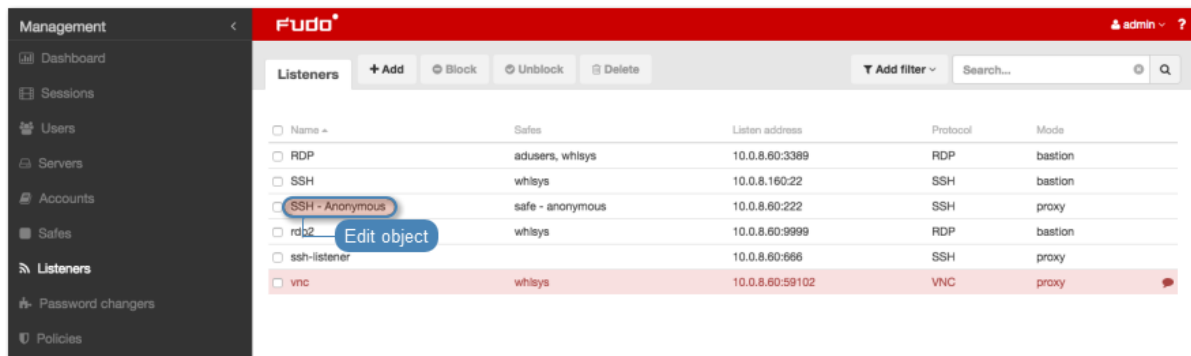 Management
FUDO
admin ?
Dashboard
Sessions
Users
Servers
Accounts
Safes
Listeners
Password changers
Policies
Listeners + Add Block Unblock Delete Add filter Search...
Name Safes Listen address Protocol Mode
RDP adusers, whlsys 10.0.8.60:3389 RDP bastion
SSH whlsys 10.0.8.160:22 SSH bastion
SSH - Anonymous safe - anonymous 10.0.8.60:222 SSH proxy
rdp2 whlsys 10.0.8.60:9999 RDP bastion
Edit object
ssh-listener 10.0.8.60:666 SSH proxy
vnc whlsys 10.0.8.60:59102 VNC proxy